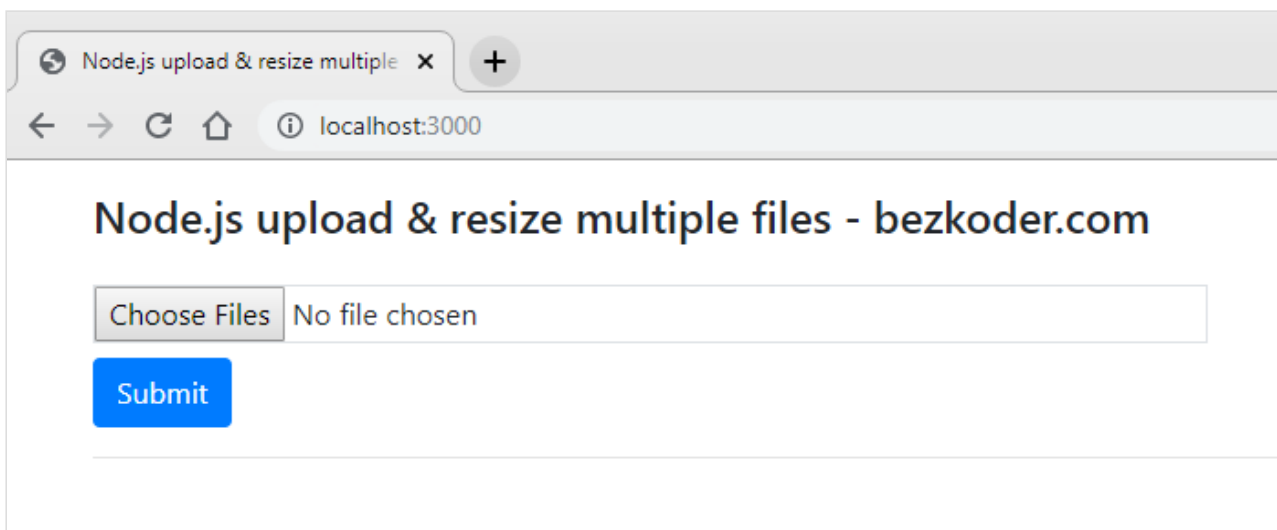 Node.js upload & resize multiple
localhost:3000
Node.js upload & resize multiple files - bezkoder.com
Choose Files No file chosen
Submit